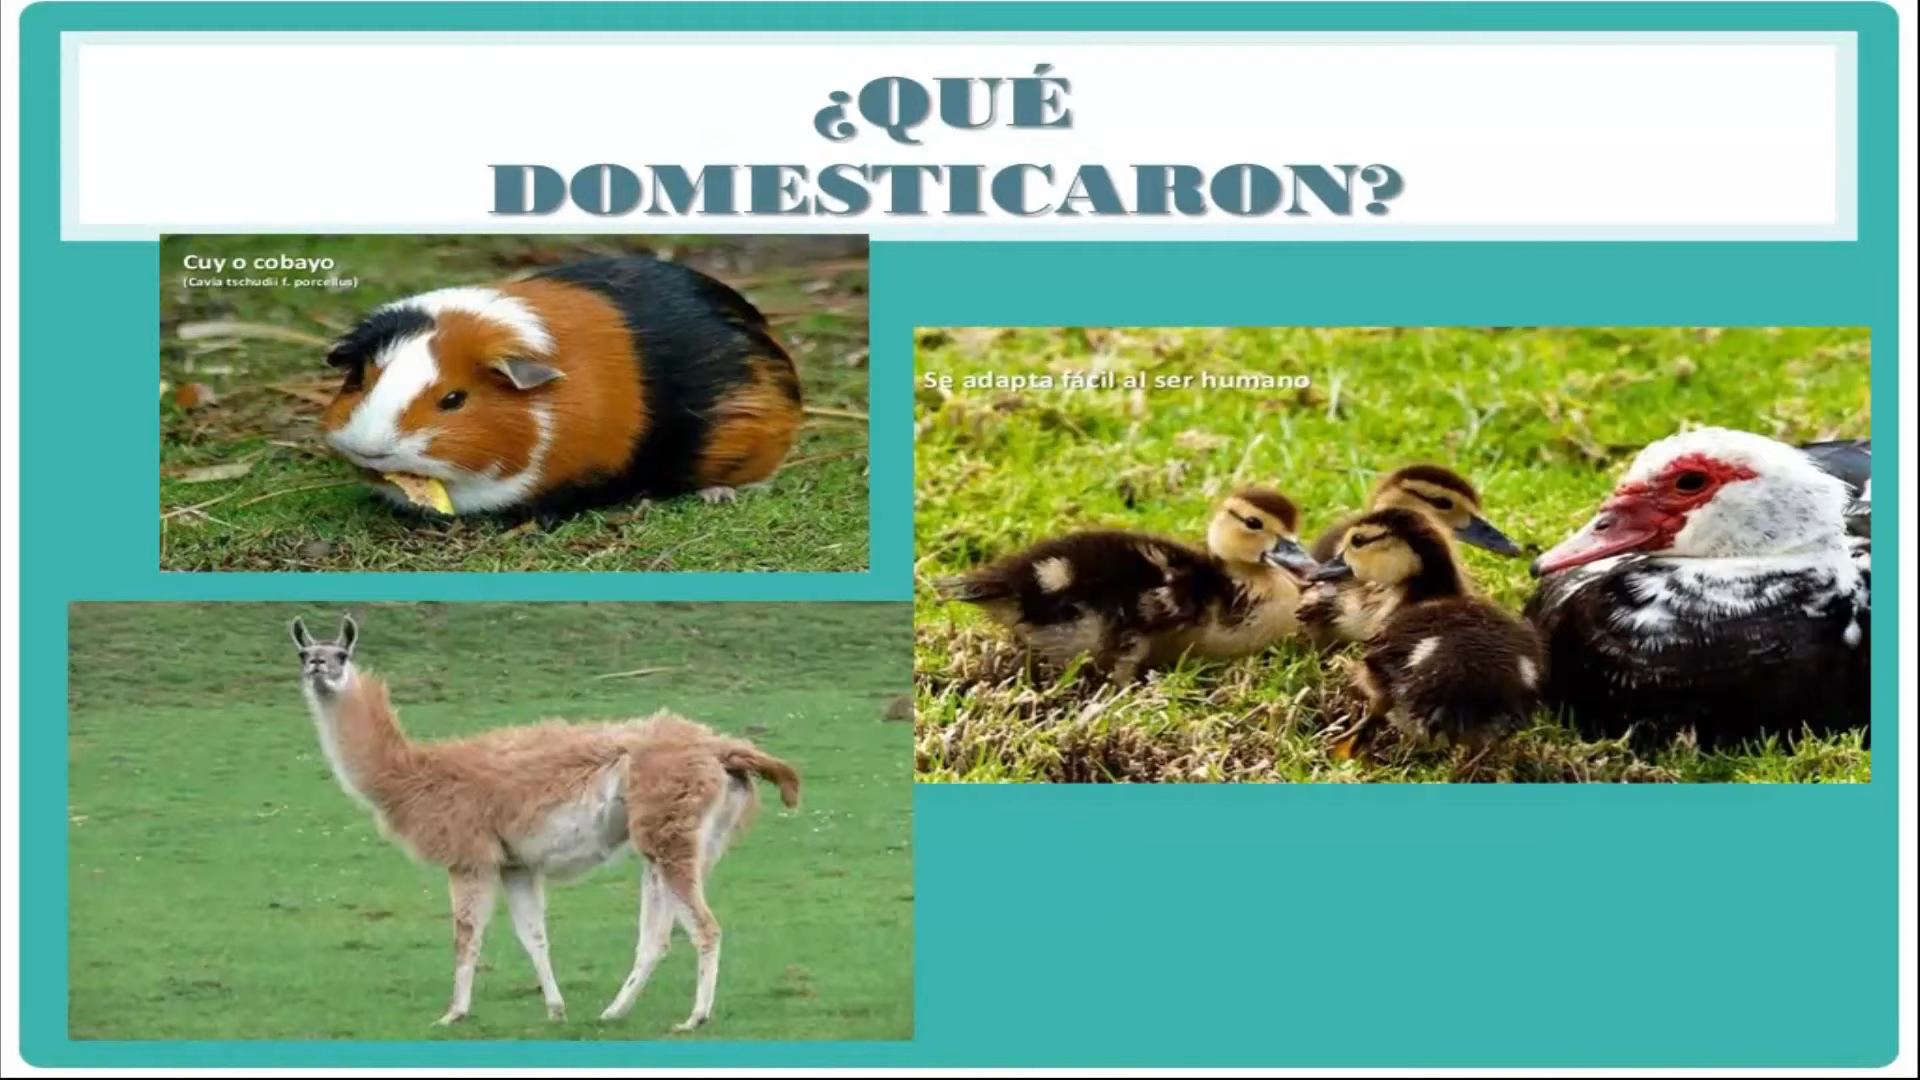 ¿QUÉ
DOMESTICARON?
Cuy o cobayo
(Cavia tschudii f. porcellus)
Se adapta fácil al ser humano